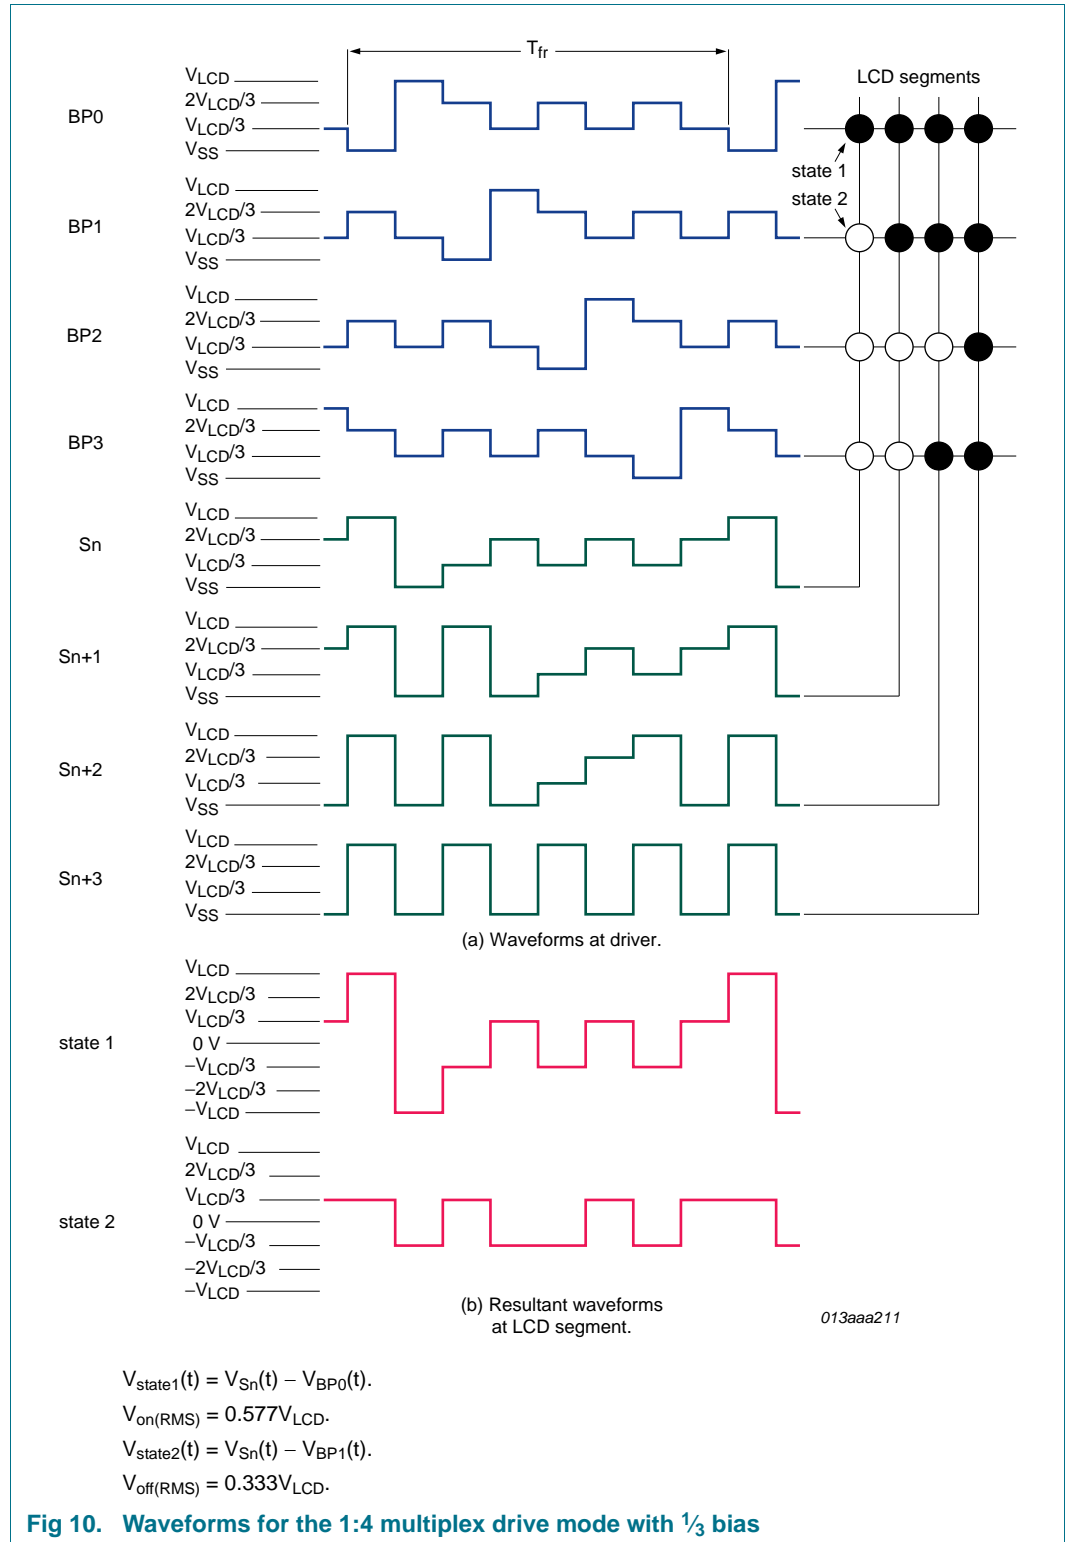 Tfr
BP0
VLCD
2VLCD/3
VLCD/3
VSS
LCD segments
state 1
state 2
BP1
VLCD
2VLCD/3
VLCD/3
VSS
BP2
VLCD
2VLCD/3
VLCD/3
VSS
BP3
VLCD
2VLCD/3
VLCD/3
VSS
Sn
VLCD
2VLCD/3
VLCD/3
VSS
Sn+1
VLCD
2VLCD/3
VLCD/3
VSS
Sn+2
VLCD
2VLCD/3
VLCD/3
VSS
Sn+3
VLCD
2VLCD/3
VLCD/3
VSS
(a) Waveforms at driver.
state 1
VLCD
2VLCD/3
VLCD/3
0 V
−VLCD/3
−2VLCD/3
−VLCD
state 2
VLCD
2VLCD/3
VLCD/3
0 V
−VLCD/3
−2VLCD/3
−VLCD
(b) Resultant waveforms
at LCD segment.
013aaa211
Vstate1(t) = VSn(t) − VBP0(t).
Von(RMS) = 0.577VLCD.
Vstate2(t) = VSn(t) − VBP1(t).
Voff(RMS) = 0.333VLCD.
Fig 10. Waveforms for the 1:4 multiplex drive mode with 1⁄3 bias